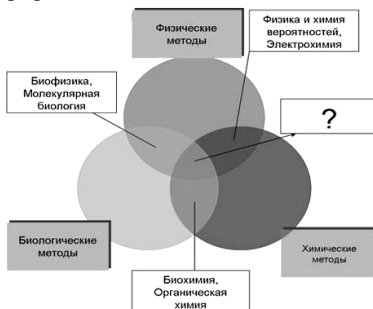 Физические
методы
Физика и химия
вероятностей,
Электрохимия
Биофизика,
Молекулярная
биология
?
Биологические
методы
Химические
методы
Биохимия,
Органическая
химия